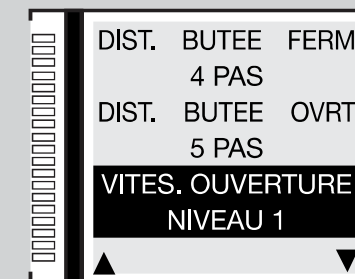 DIST. BUTEE FERM
4 PAS
DIST. BUTEE OVRT
5 PAS
VITES. OUVERTURE
NIVEAU 1